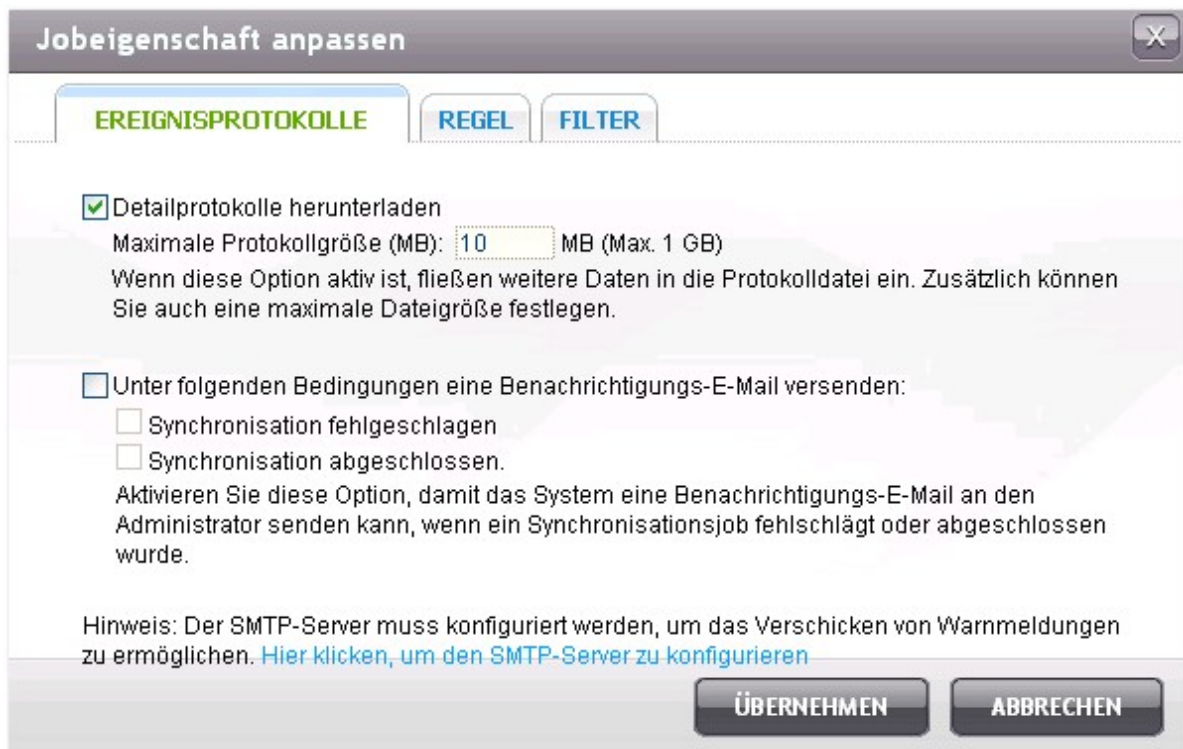 Jobeigenschaft anpassen
X
EREIGNISPROTOKOLLE REGEL FILTER
Detailprotokolle herunterladen
Maximale Protokollgröße (MB): 10 MB (Max. 1 GB)
Wenn diese Option aktiv ist, fließen weitere Daten in die Protokolldatei ein. Zusätzlich können
Sie auch eine maximale Dateigröße festlegen.
Unter folgenden Bedingungen eine Benachrichtigungs-E-Mail versenden:
Synchronisation fehlgeschlagen
Synchronisation abgeschlossen.
Aktivieren Sie diese Option, damit das System eine Benachrichtigungs-E-Mail an den
Administrator senden kann, wenn ein Synchronisationsjob fehlschlägt oder abgeschlossen
wurde.
Hinweis: Der SMTP-Server muss konfiguriert werden, um das Verschicken von Warnmeldungen
zu ermöglichen. Hier klicken, um den SMTP-Server zu konfigurieren
ÜBERNEHMEN ABBRECHEN